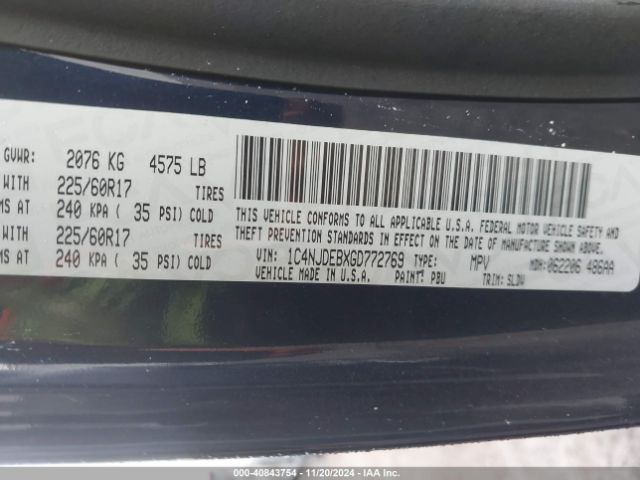 GVWR: 2076 KG 4575 LB
WITH 225/60R17 TIRES
MS AT 240 KPA ( 35 PSI) COLD
WITH 225/60R17 TIRES
MS AT 240 KPA ( 35 PSI) COLD
THIS VEHICLE CONFORMS TO ALL APPLICABLE U.S.A. FEDERAL MOTOR VEHICLE SAFETY AND
THEFT PREVENTION STANDARDS IN EFFECT ON THE DATE OF MANUFACTURE SHOWN ABOVE.
VIN: 1C4NJDEBXGD772769 TYPE: MPV MDH: 062206 486AA
VEHICLE MADE IN U.S.A. PAINT: PBU TRIM: SLDV
000-40843754 | 11/20/2024 | IAA Inc.